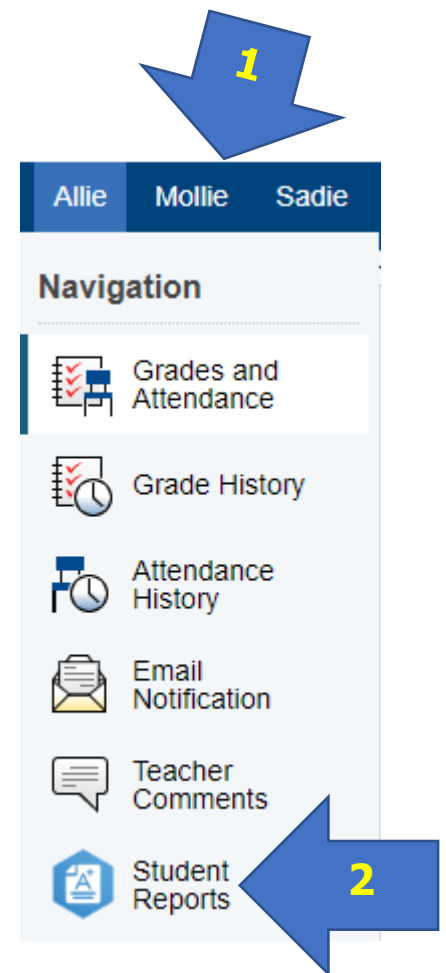 1
Allie Mollie Sadie
Navigation
Grades and
Attendance
Grade History
Attendance
History
Email
Notification
Teacher
Comments
Student
Reports
2